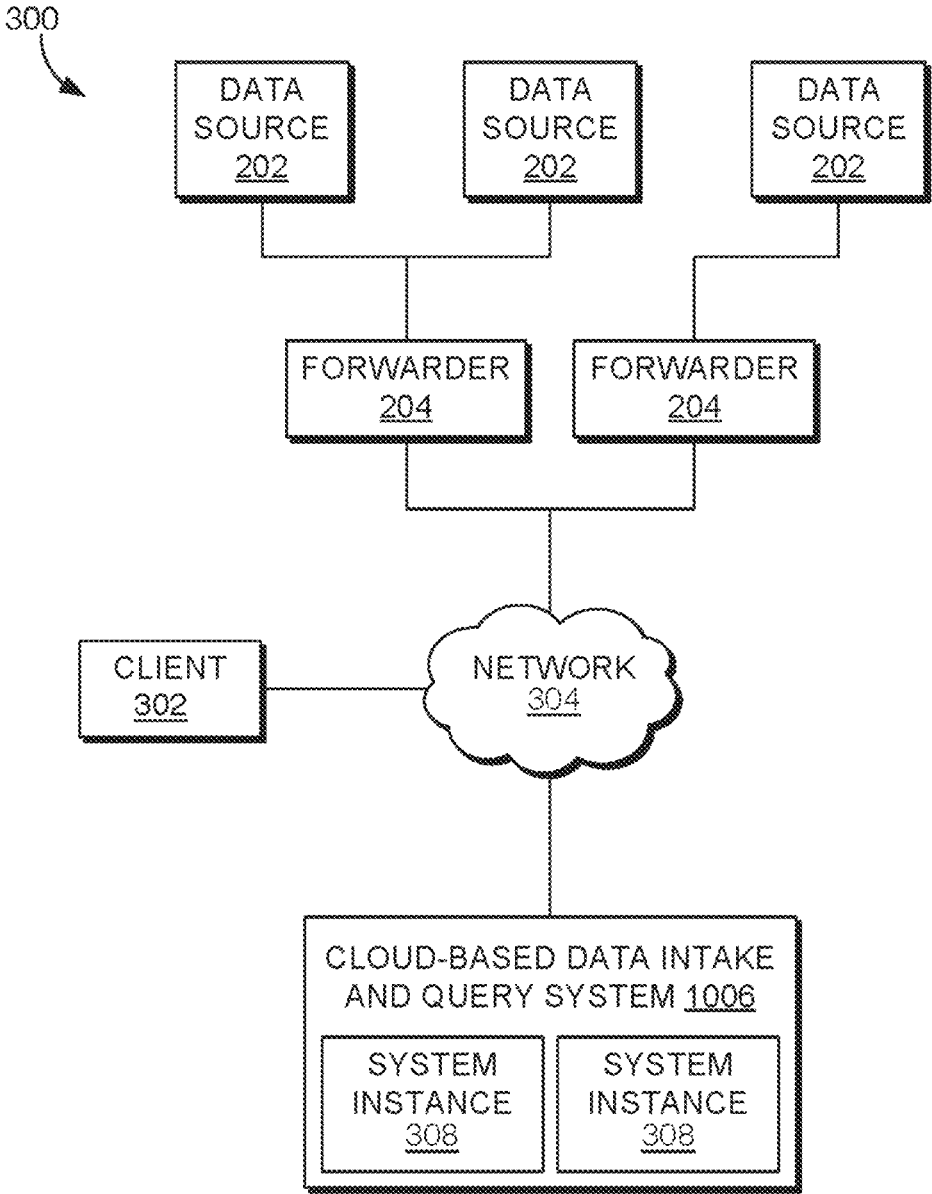 300
DATA
SOURCE
202
DATA
SOURCE
202
DATA
SOURCE
202
FORWARDER
204
FORWARDER
204
CLIENT
302
NETWORK
304
CLOUD-BASED DATA INTAKE
AND QUERY SYSTEM 1006
SYSTEM
INSTANCE
308
SYSTEM
INSTANCE
308